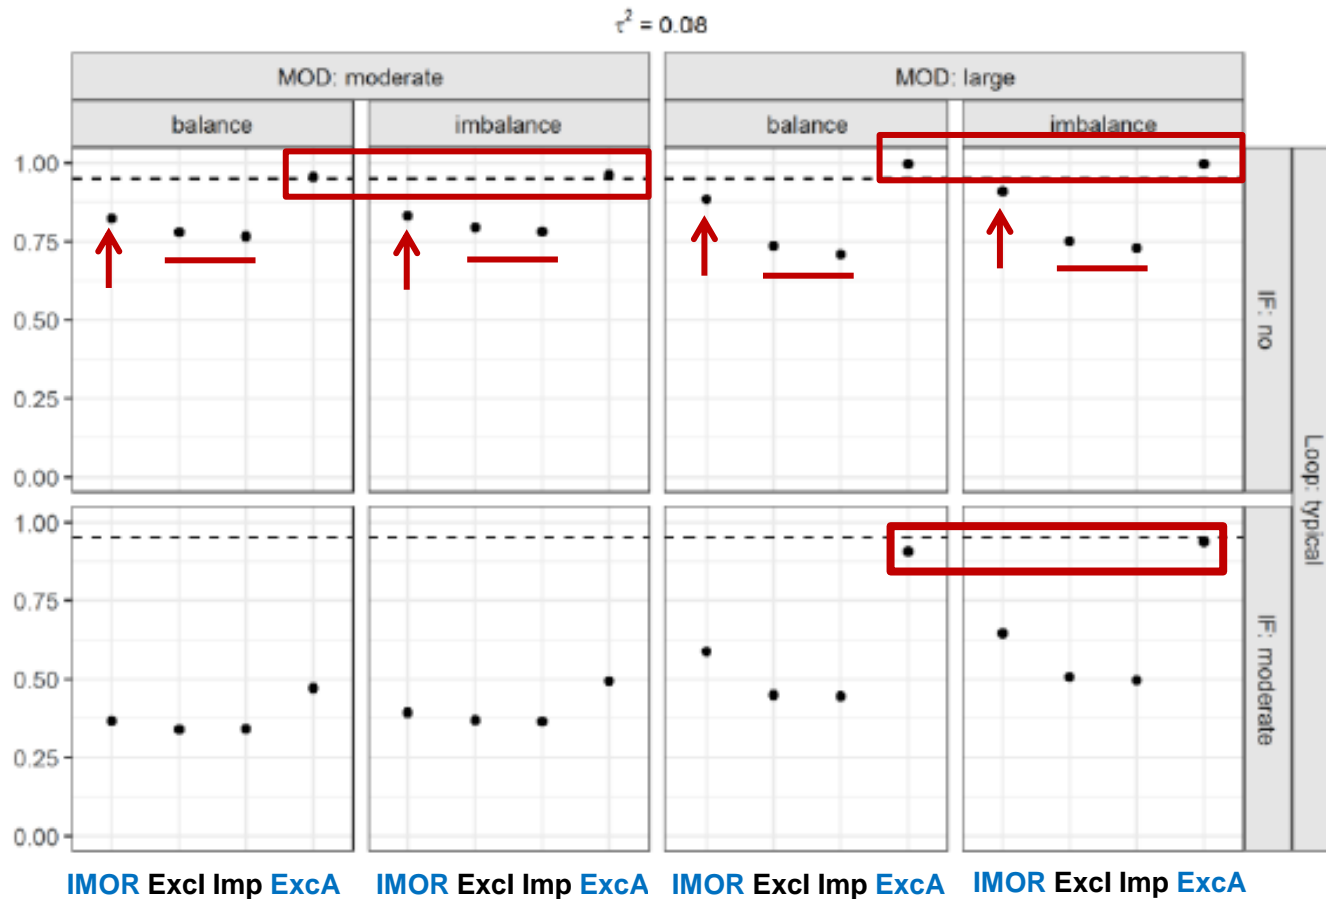 τ² = 0.08
MOD: moderate MOD: large
balance imbalance balance imbalance
1.00
0.75
0.50
0.25
0.00
IF: no
Loop: typical
1.00
0.75
0.50
0.25
0.00
IF: moderate
IMOR Excl Imp ExcA IMOR Excl Imp ExcA IMOR Excl Imp ExcA IMOR Excl Imp ExcA